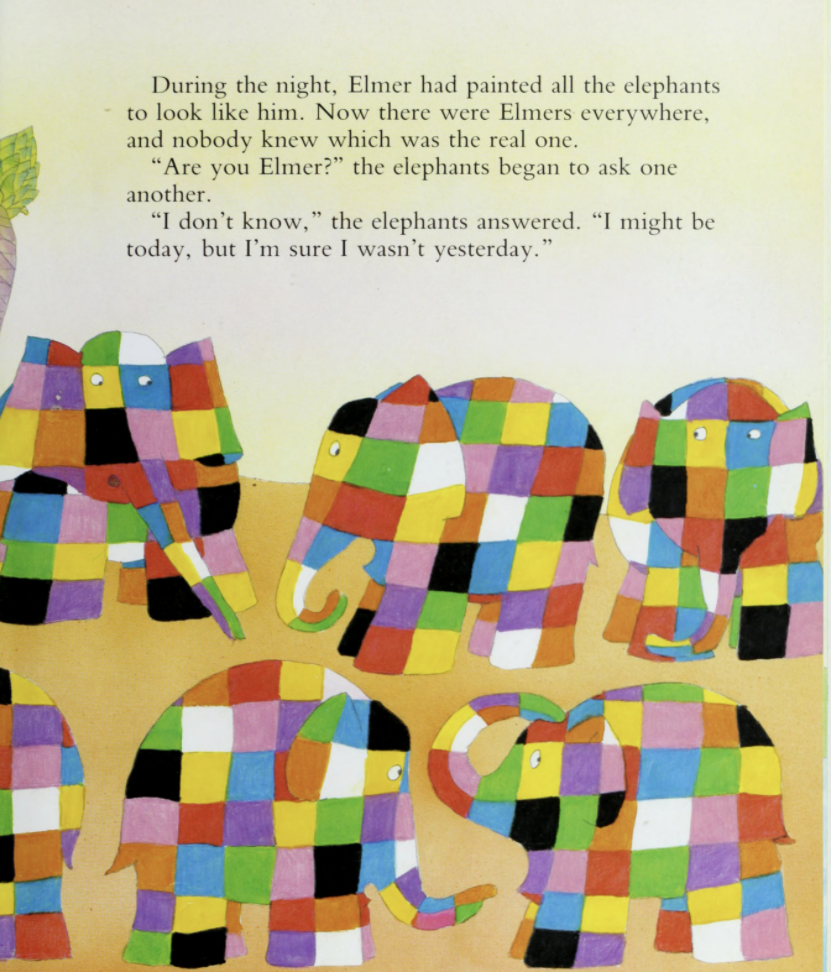 During the night, Elmer had painted all the elephants
to look like him. Now there were Elmers everywhere,
and nobody knew which was the real one.
“Are you Elmer?” the elephants began to ask one
another.
“I don't know,” the elephants answered. “I might be
today, but I'm sure I wasn't yesterday.”